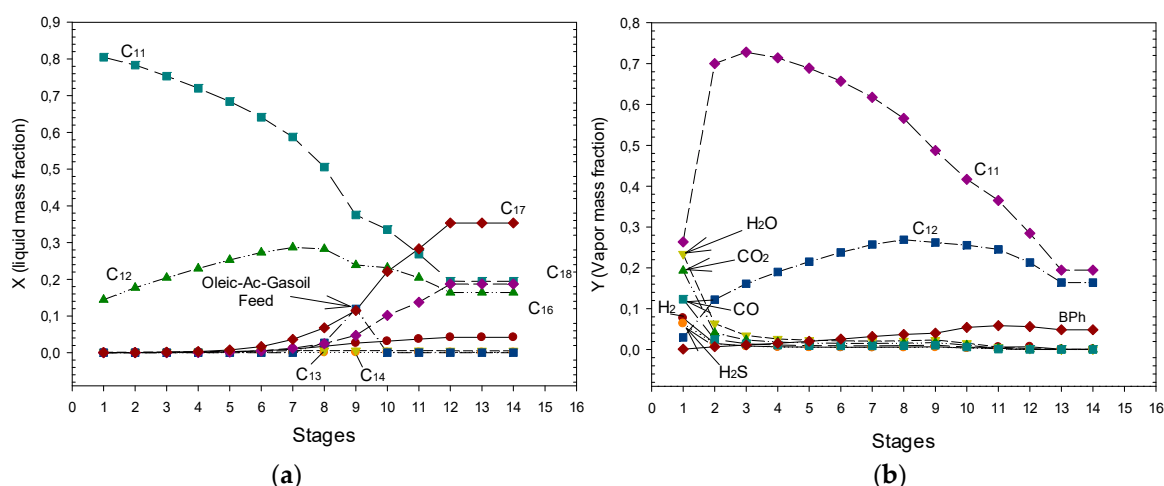 0,9
0,8
0,7
0,6
0,5
0,4
0,3
0,2
0,1
0,0
X (liquid mass fraction)
C11
C12
Oleic-Ac-Gasoil
Feed
C17
C18
C16
C13
C14
0 1 2 3 4 5 6 7 8 9 10 11 12 13 14 15 16
Stages
(a)
0,8
0,7
0,6
0,5
0,4
0,3
0,2
0,1
0,0
Y (Vapor mass fraction)
C11
C12
H2O
CO2
H2
CO
H2S
BPh
0 1 2 3 4 5 6 7 8 9 10 11 12 13 14 15 16
Stages
(b)